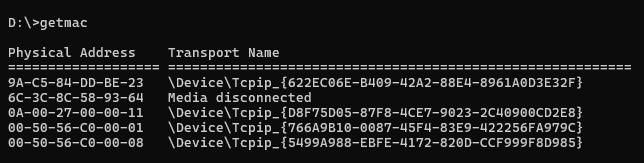 D:\>getmac
Physical Address    Transport Name
=================== ==========================================================
9A-C5-84-DD-BE-23   \Device\Tcpip_{622EC06E-B409-42A2-88E4-8961A0D3E32F}
6C-3C-8C-58-93-64   Media disconnected
0A-00-27-00-00-11   \Device\Tcpip_{D8F75D05-87F8-4CE7-9023-2C40900CD2E8}
00-50-56-C0-00-01   \Device\Tcpip_{766A9B10-0087-45F4-83E9-422256FA979C}
00-50-56-C0-00-08   \Device\Tcpip_{5499A988-EBFE-4172-820D-CCF999F8D985}